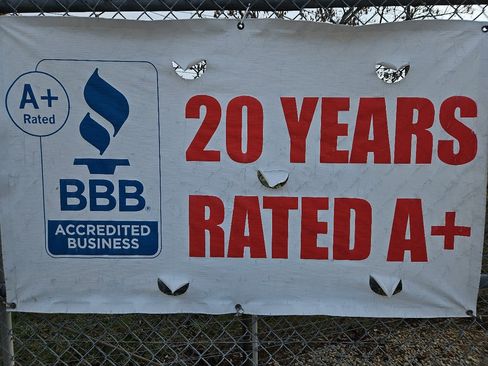 A+
Rated
BBB
ACCREDITED
BUSINESS
20 YEARS
RATED A+